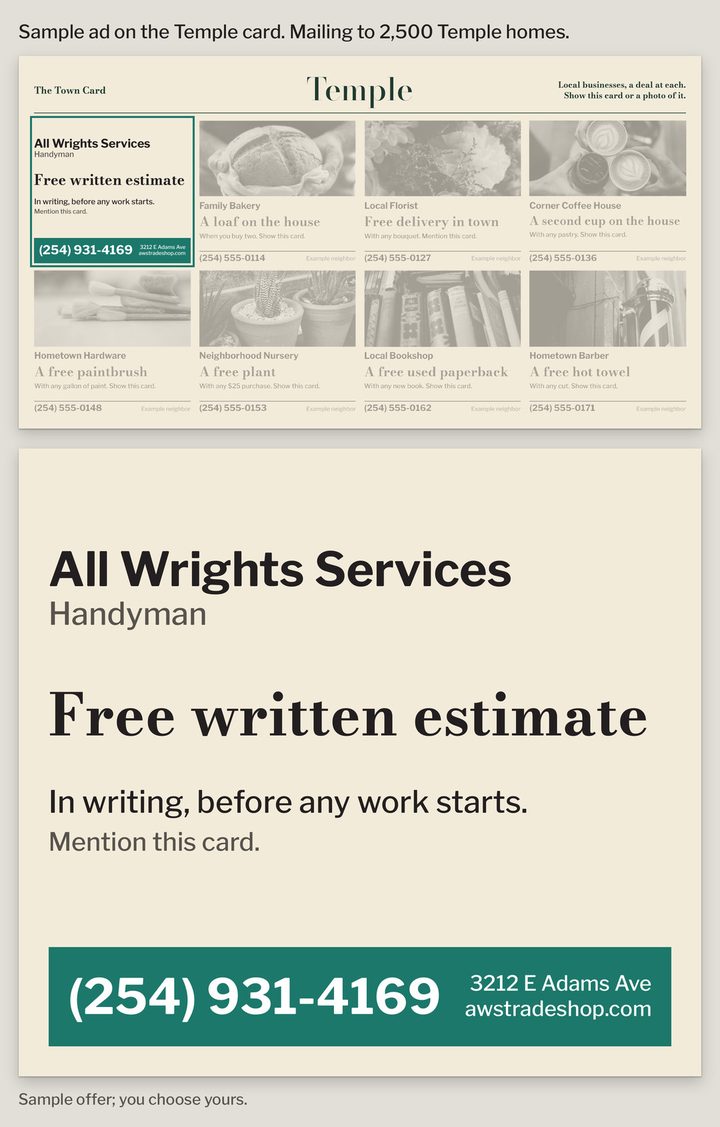 Sample ad on the Temple card. Mailing to 2,500 Temple homes.
The Town Card
Temple
Local businesses, a deal at each.
Show this card or a photo of it.
All Wrights Services
Handyman
Free written estimate
In writing, before any work starts.
Mention this card.
(254) 931-4169
3212 E Adams Ave
awstradeshop.com
Family Bakery
A loaf on the house
When you buy two. Show this card.
(254) 555-0114
Example neighbor
Local Florist
Free delivery in town
With any bouquet. Mention this card.
(254) 555-0127
Example neighbor
Corner Coffee House
A second cup on the house
With any pastry. Show this card.
(254) 555-0136
Example neighbor
Hometown Hardware
A free paintbrush
With any gallon of paint. Show this card.
(254) 555-0148
Example neighbor
Neighborhood Nursery
A free plant
With any $25 purchase. Show this card.
(254) 555-0153
Example neighbor
Local Bookshop
A free used paperback
With any new book. Show this card.
(254) 555-0162
Example neighbor
Hometown Barber
A free hot towel
With any cut. Show this card.
(254) 555-0171
Example neighbor
All Wrights Services
Handyman
Free written estimate
In writing, before any work starts.
Mention this card.
(254) 931-4169
3212 E Adams Ave
awstradeshop.com
Sample offer; you choose yours.